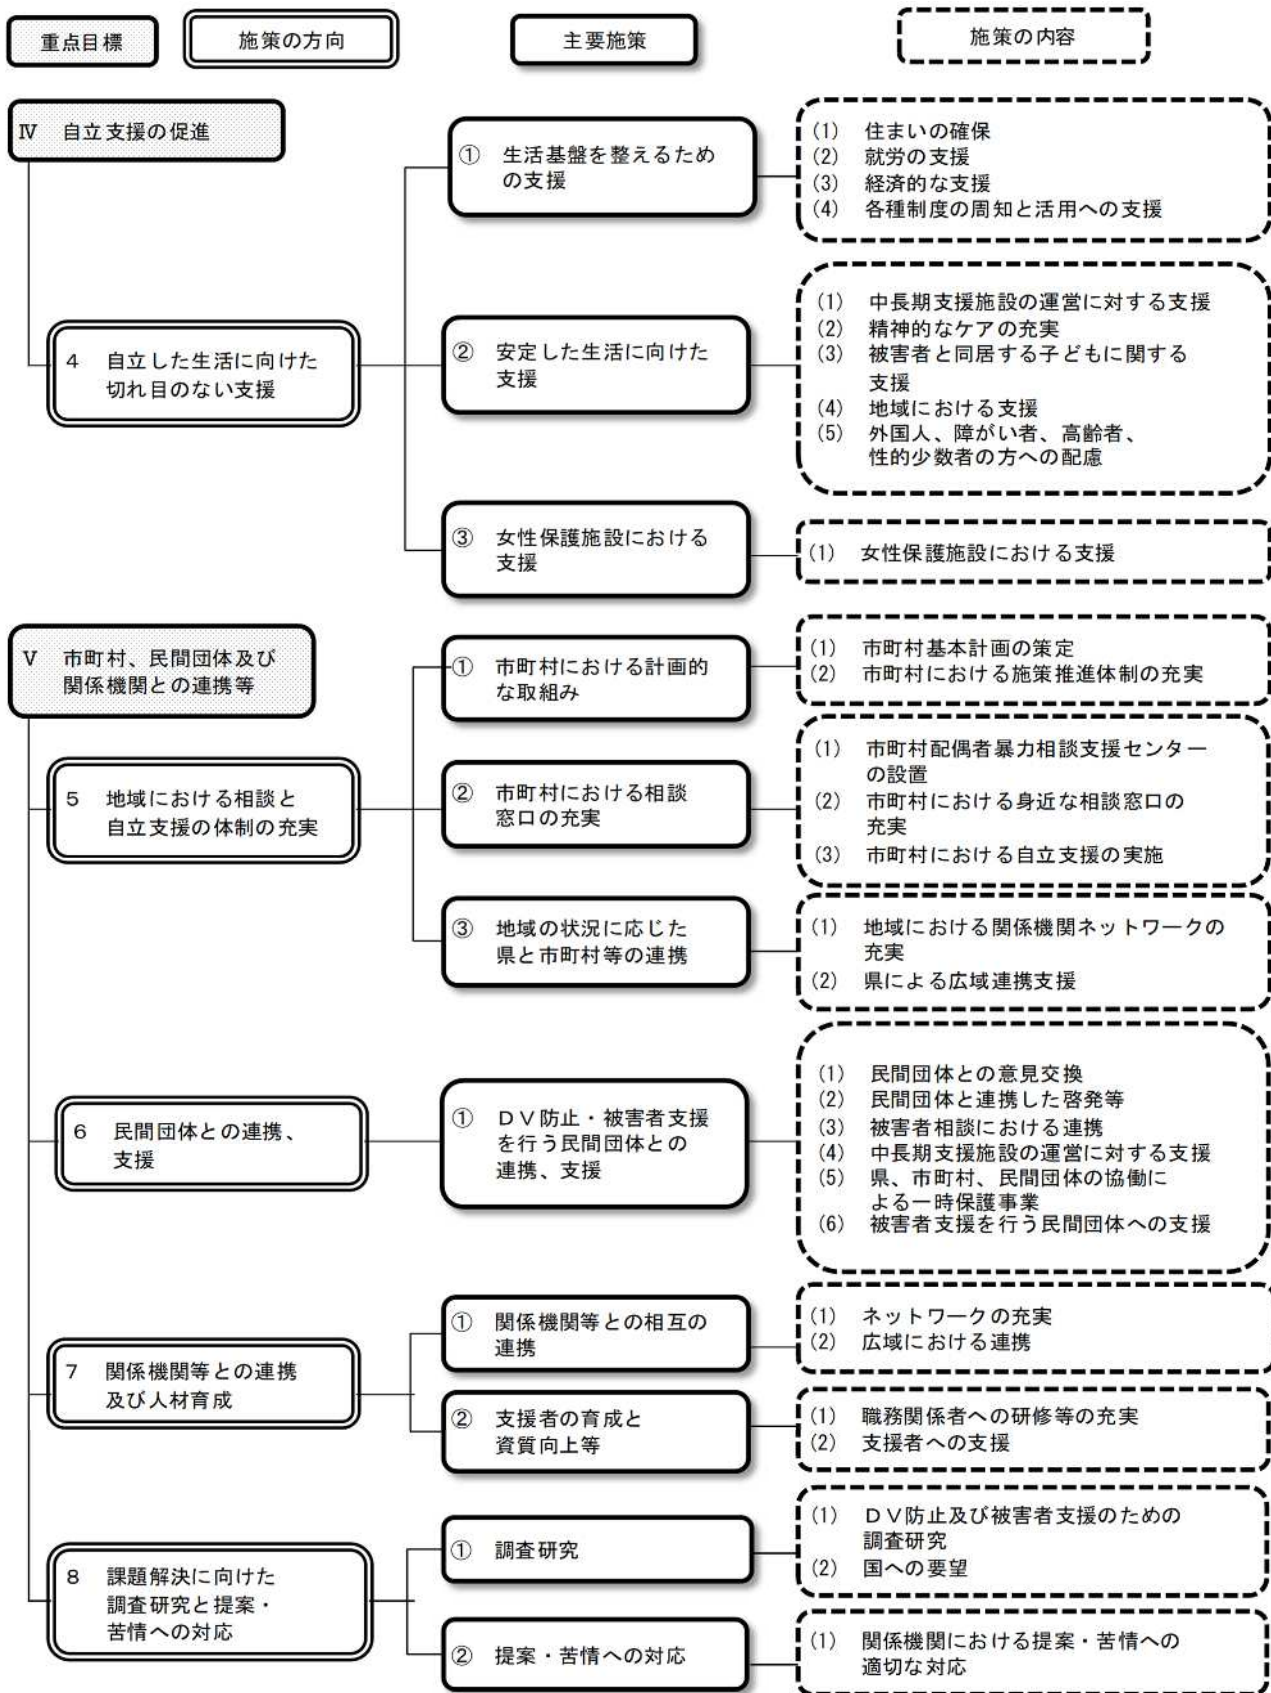 重点目標
施策の方向
主要施策
施策の内容
Ⅳ 自立支援の促進
4 自立した生活に向けた
切れ目のない支援
① 生活基盤を整えるため
の支援
(1) 住まいの確保
(2) 就労の支援
(3) 経済的な支援
(4) 各種制度の周知と活用への支援
② 安定した生活に向けた
支援
(1) 中長期支援施設の運営に対する支援
(2) 精神的なケアの充実
(3) 被害者と同居する子どもに関する
支援
(4) 地域における支援
(5) 外国人、障がい者、高齢者、
性的少数者の方への配慮
③ 女性保護施設における
支援
(1) 女性保護施設における支援
Ⅴ 市町村、民間団体及び
関係機関との連携等
5 地域における相談と
自立支援の体制の充実
① 市町村における計画的
な取組み
(1) 市町村基本計画の策定
(2) 市町村における施策推進体制の充実
② 市町村における相談
窓口の充実
(1) 市町村配偶者暴力相談支援センター
の設置
(2) 市町村における身近な相談窓口の
充実
(3) 市町村における自立支援の実施
③ 地域の状況に応じた
県と市町村等の連携
(1) 地域における関係機関ネットワークの
充実
(2) 県による広域連携支援
6 民間団体との連携、
支援
① ＤＶ防止・被害者支援
を行う民間団体との
連携、支援
(1) 民間団体との意見交換
(2) 民間団体と連携した啓発等
(3) 被害者相談における連携
(4) 中長期支援施設の運営に対する支援
(5) 県、市町村、民間団体の協働に
よる一時保護事業
(6) 被害者支援を行う民間団体への支援
7 関係機関等との連携
及び人材育成
① 関係機関等との相互の
連携
(1) ネットワークの充実
(2) 広域における連携
② 支援者の育成と
資質向上等
(1) 職務関係者への研修等の充実
(2) 支援者への支援
8 課題解決に向けた
調査研究と提案・
苦情への対応
① 調査研究
(1) ＤＶ防止及び被害者支援のための
調査研究
(2) 国への要望
② 提案・苦情への対応
(1) 関係機関における提案・苦情への
適切な対応